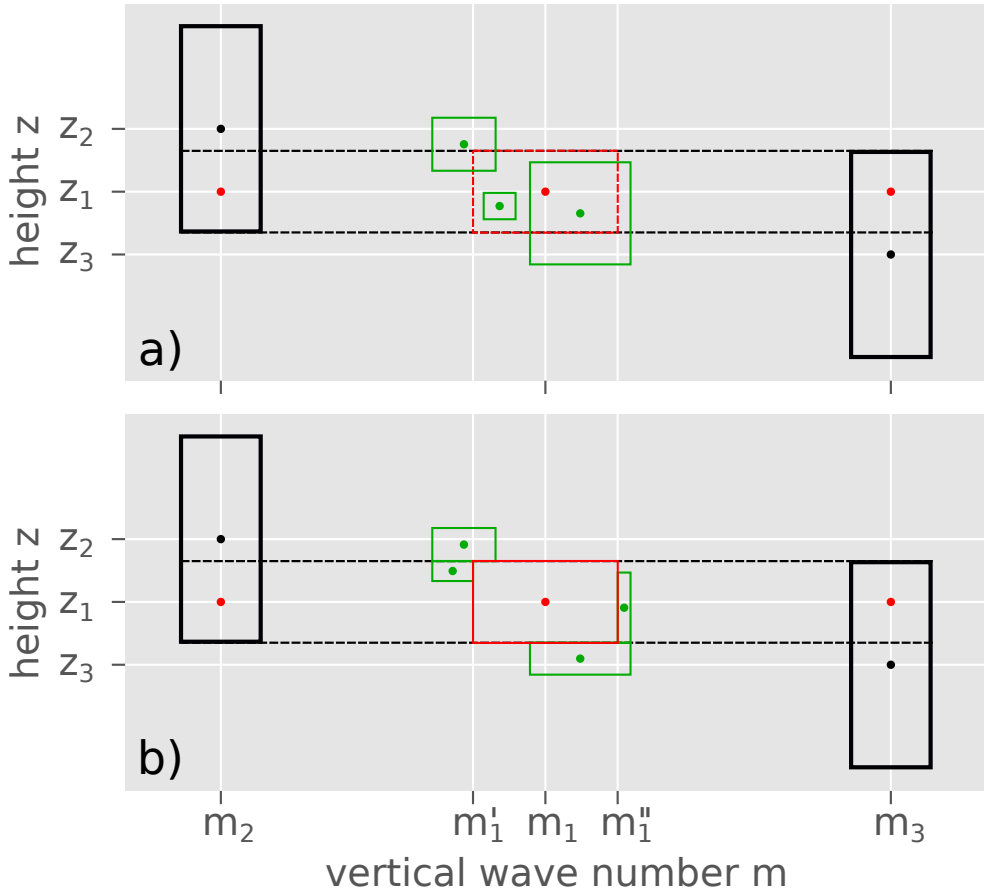 height z
z₂
z₁
z₃
a)
height z
z₂
z₁
z₃
b)
m₂ m₁' m₁ m₁'' m₃
vertical wave number m